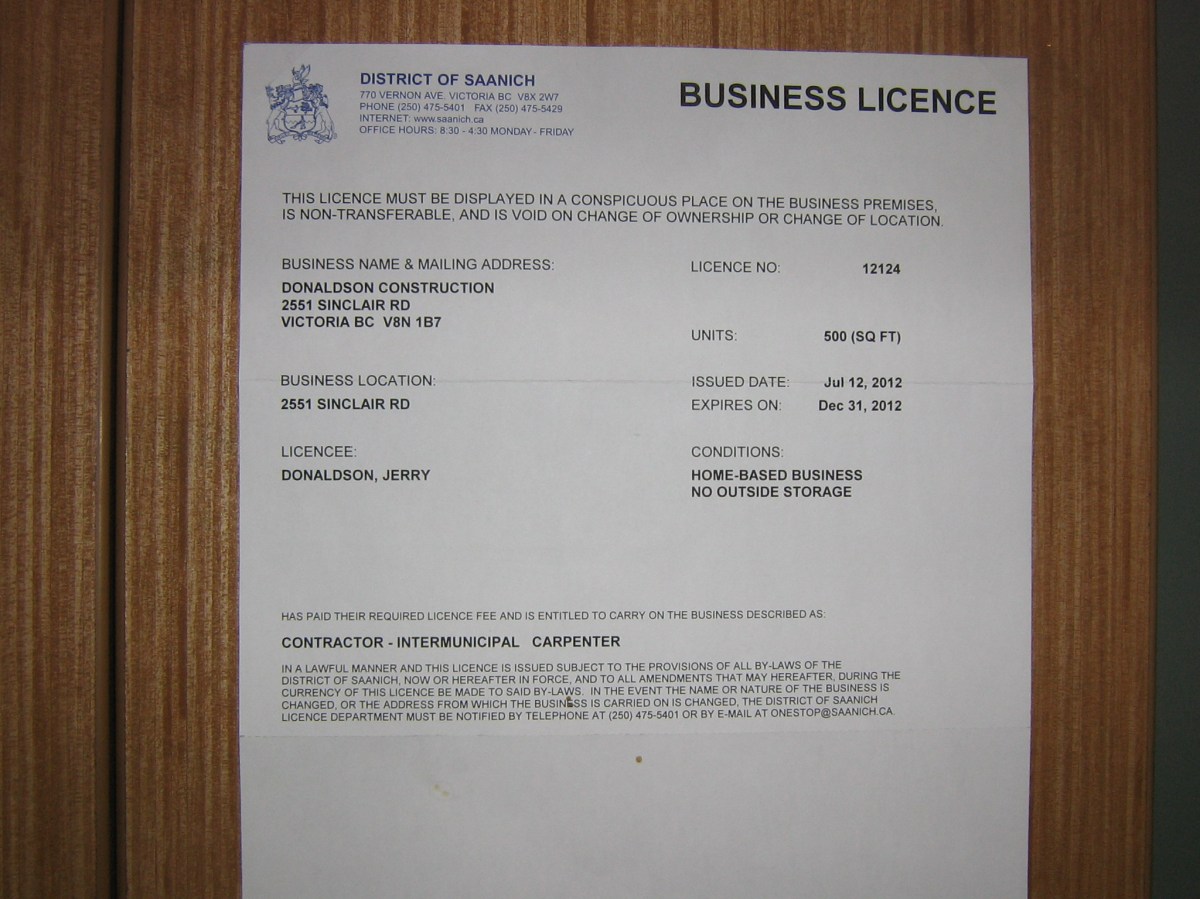 DISTRICT OF SAANICH
770 VERNON AVE. VICTORIA BC V8X 2W7
PHONE (250) 475-5401 FAX (250) 475-5429
INTERNET: www.saanich.ca
OFFICE HOURS: 8:30 - 4:30 MONDAY - FRIDAY
BUSINESS LICENCE
THIS LICENCE MUST BE DISPLAYED IN A CONSPICUOUS PLACE ON THE BUSINESS PREMISES,
IS NON-TRANSFERABLE, AND IS VOID ON CHANGE OF OWNERSHIP OR CHANGE OF LOCATION.
BUSINESS NAME & MAILING ADDRESS:
DONALDSON CONSTRUCTION
2551 SINCLAIR RD
VICTORIA BC V8N 1B7
LICENCE NO: 12124
UNITS: 500 (SQ FT)
BUSINESS LOCATION:
2551 SINCLAIR RD
ISSUED DATE: Jul 12, 2012
EXPIRES ON: Dec 31, 2012
LICENCEE:
DONALDSON, JERRY
CONDITIONS:
HOME-BASED BUSINESS
NO OUTSIDE STORAGE
HAS PAID THEIR REQUIRED LICENCE FEE AND IS ENTITLED TO CARRY ON THE BUSINESS DESCRIBED AS:
CONTRACTOR - INTERMUNICIPAL CARPENTER
IN A LAWFUL MANNER AND THIS LICENCE IS ISSUED SUBJECT TO THE PROVISIONS OF ALL BY-LAWS OF THE
DISTRICT OF SAANICH, NOW OR HEREAFTER IN FORCE, AND TO ALL AMENDMENTS THAT MAY HEREAFTER, DURING THE
CURRENCY OF THIS LICENCE BE MADE TO SAID BY-LAWS. IN THE EVENT THE NAME OR NATURE OF THE BUSINESS IS
CHANGED, OR THE ADDRESS FROM WHICH THE BUSINESS IS CARRIED ON IS CHANGED, THE DISTRICT OF SAANICH
LICENCE DEPARTMENT MUST BE NOTIFIED BY TELEPHONE AT (250) 475-5401 OR BY E-MAIL AT ONESTOP@SAANICH.CA.